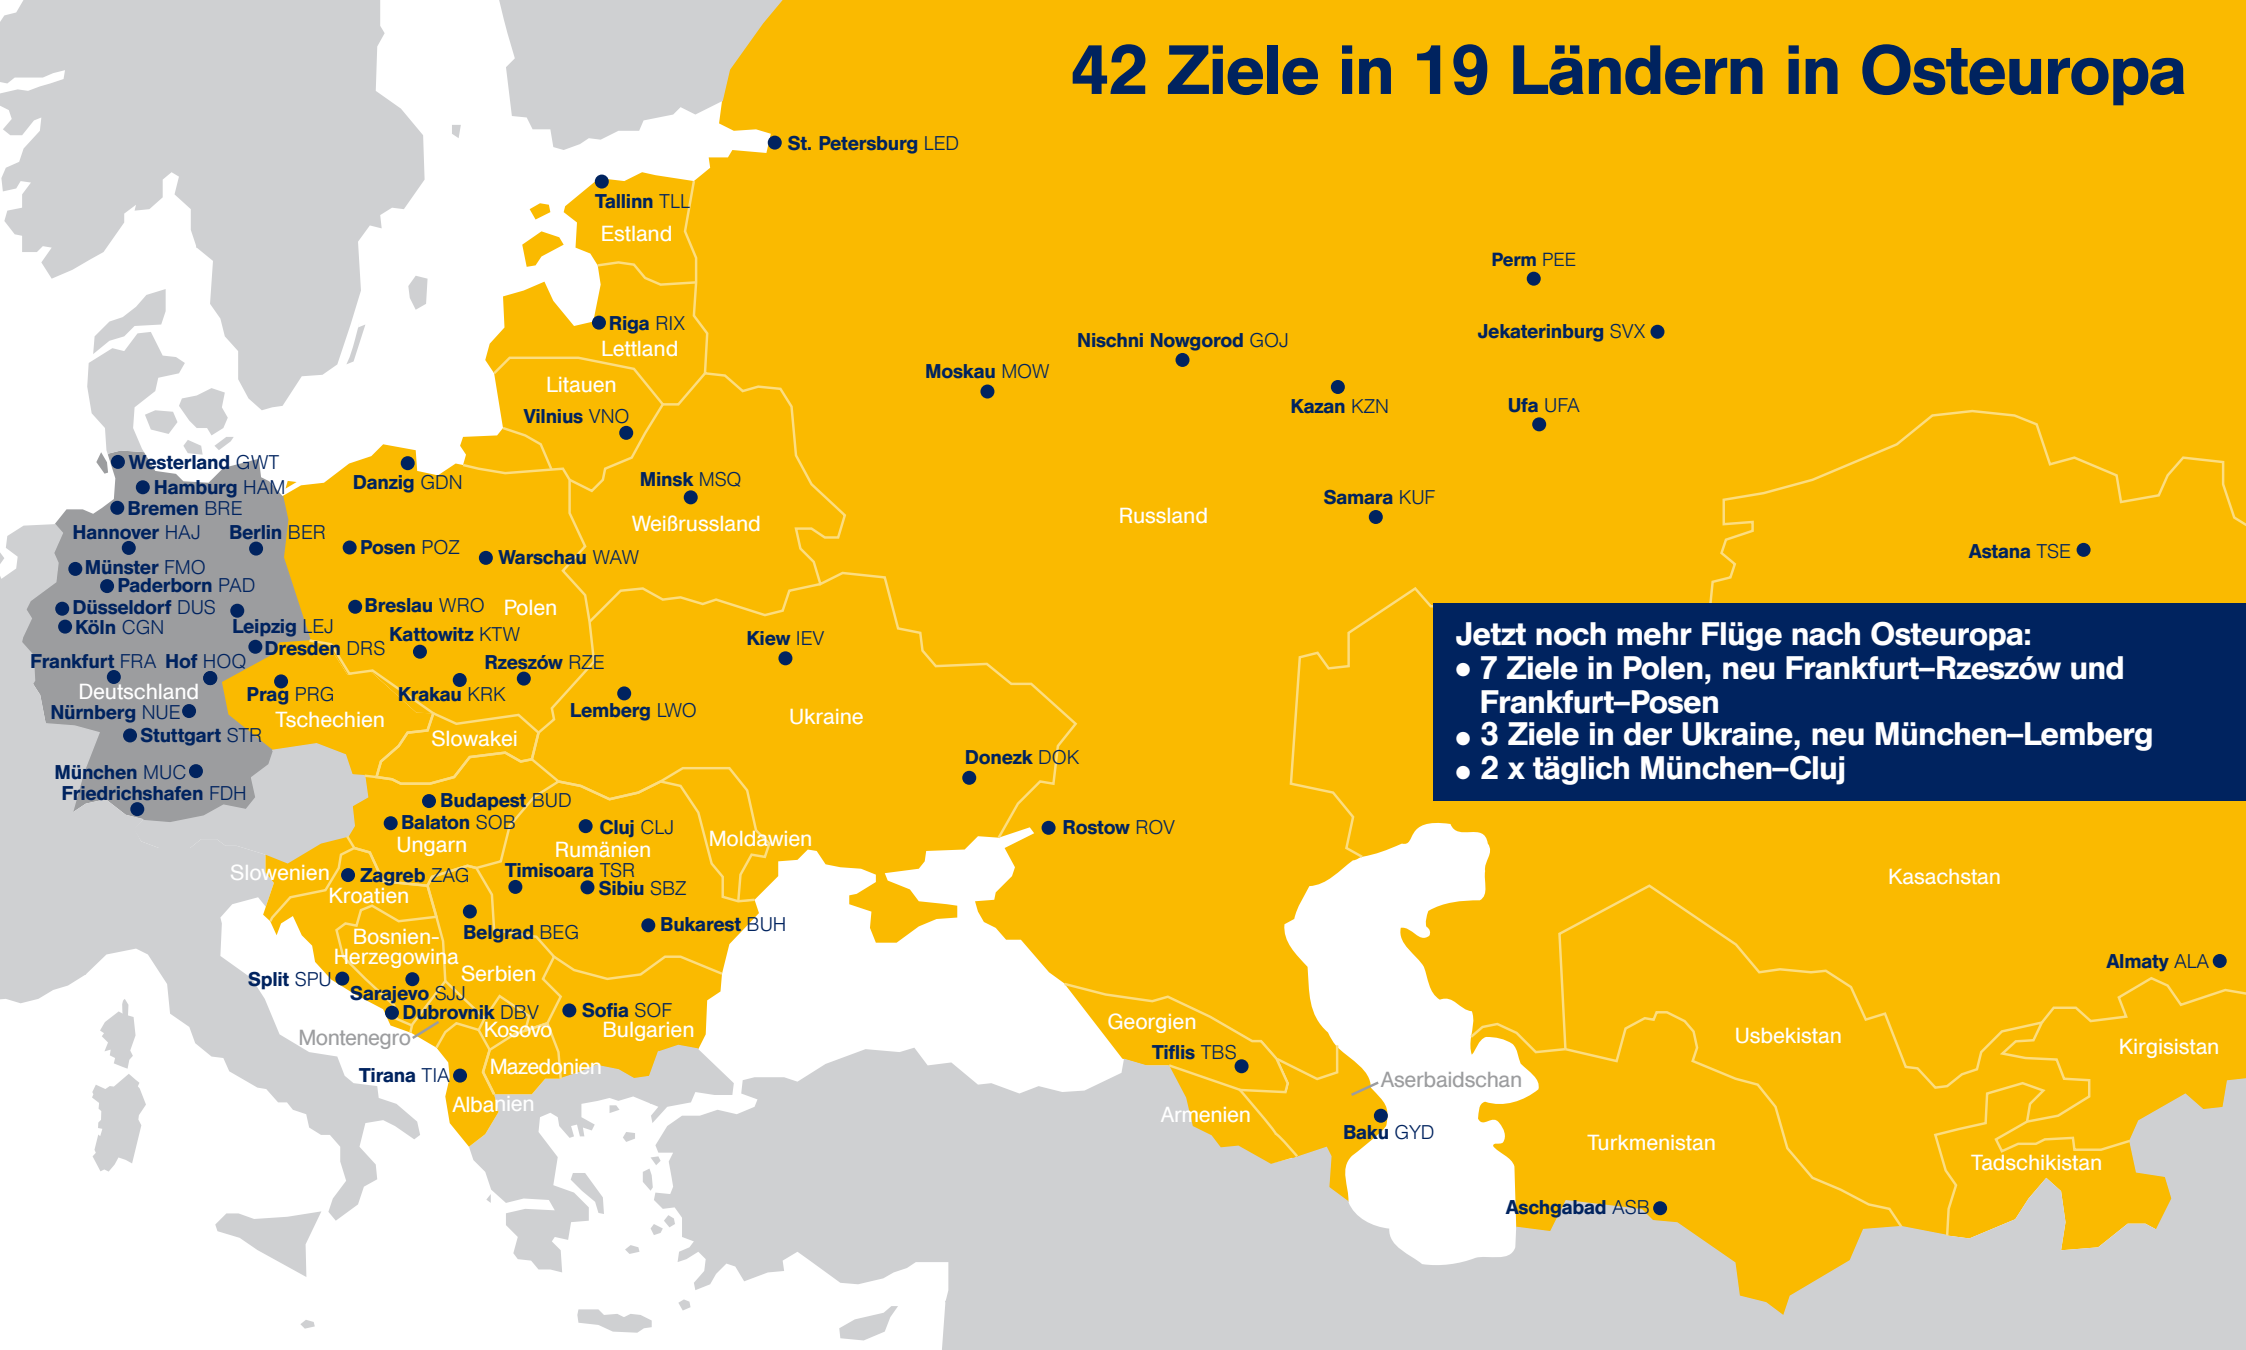 42 Ziele in 19 Ländern in Osteuropa
St. Petersburg LED
Tallinn TLL
Estland
Perm PEE
Riga RIX
Lettland
Jekaterinburg SVX
Nischni Nowgorod GOJ
Moskau MOW
Kazan KZN
Ufa UFA
Litauen
Vilnius VNO
Westerland GWT
Hamburg HAM
Bremen BRE
Hannover HAJ
Berlin BER
Münster FMO
Paderborn PAD
Düsseldorf DUS
Köln CGN
Leipzig LEJ
Dresden DRS
Frankfurt FRA
Hof HOQ
Deutschland
Nürnberg NUE
Stuttgart STR
München MUC
Friedrichshafen FDH
Danzig GDN
Minsk MSQ
Weißrussland
Samara KUF
Russland
Posen POZ
Warschau WAW
Astana TSE
Breslau WRO
Polen
Kattowitz KTW
Rzeszów RZE
Krakau KRK
Prag PRG
Tschechien
Slowakei
Kiew IEV
Lemberg LWO
Ukraine
Donezk DOK
Rostow ROV
Jetzt noch mehr Flüge nach Osteuropa:
• 7 Ziele in Polen, neu Frankfurt–Rzeszów und
Frankfurt–Posen
• 3 Ziele in der Ukraine, neu München–Lemberg
• 2 x täglich München–Cluj
Budapest BUD
Balaton SOB
Ungarn
Cluj CLJ
Rumänien
Moldawien
Timisoara TSR
Sibiu SBZ
Slowenien
Zagreb ZAG
Kroatien
Belgrad BEG
Bukarest BUH
Bosnien-
Herzegowina
Serbien
Split SPU
Sarajevo SJJ
Dubrovnik DBV
Sofia SOF
Bulgarien
Kosovo
Montenegro
Mazedonien
Tirana TIA
Albanien
Kasachstan
Almaty ALA
Georgien
Tiflis TBS
Armenien
Aserbaidschan
Baku GYD
Usbekistan
Kirgisistan
Turkmenistan
Tadschikistan
Aschgabad ASB